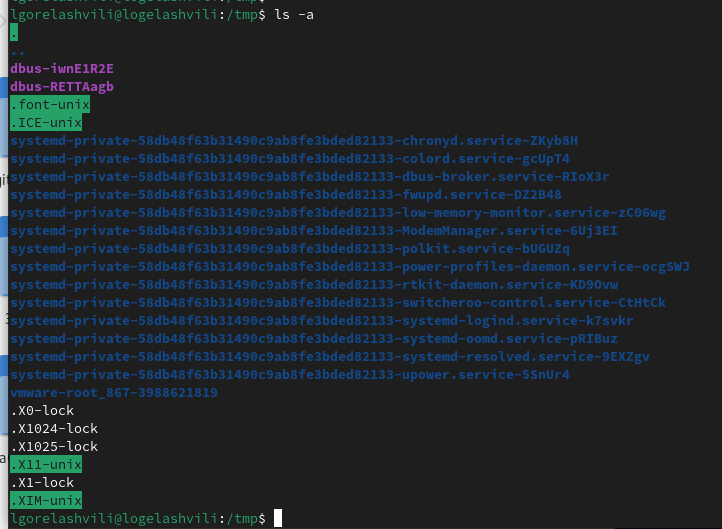 lgorelashvili@logelashvili:/tmp$ ls -a
.
..
dbus-iwnE1R2E
dbus-RETTAagb
.font-unix
.ICE-unix
systemd-private-58db48f63b31490c9ab8fe3bded82133-chronyd.service-ZKyb8H
systemd-private-58db48f63b31490c9ab8fe3bded82133-colord.service-gcUpT4
systemd-private-58db48f63b31490c9ab8fe3bded82133-dbus-broker.service-RIoX3r
systemd-private-58db48f63b31490c9ab8fe3bded82133-fwupd.service-DZ2B48
systemd-private-58db48f63b31490c9ab8fe3bded82133-low-memory-monitor.service-zC06wg
systemd-private-58db48f63b31490c9ab8fe3bded82133-ModemManager.service-6Uj3EI
systemd-private-58db48f63b31490c9ab8fe3bded82133-polkit.service-bUGUZq
systemd-private-58db48f63b31490c9ab8fe3bded82133-power-profiles-daemon.service-ocgSWJ
systemd-private-58db48f63b31490c9ab8fe3bded82133-rtkit-daemon.service-KD9Ovw
systemd-private-58db48f63b31490c9ab8fe3bded82133-switcheroo-control.service-CtHtCk
systemd-private-58db48f63b31490c9ab8fe3bded82133-systemd-logind.service-k7svkr
systemd-private-58db48f63b31490c9ab8fe3bded82133-systemd-oomd.service-pRIBuz
systemd-private-58db48f63b31490c9ab8fe3bded82133-systemd-resolved.service-9EXZgv
systemd-private-58db48f63b31490c9ab8fe3bded82133-upower.service-5SnUr4
vmware-root_867-3988621819
.X0-lock
.X1024-lock
.X1025-lock
.X11-unix
.X1-lock
.XIM-unix
lgorelashvili@logelashvili:/tmp$